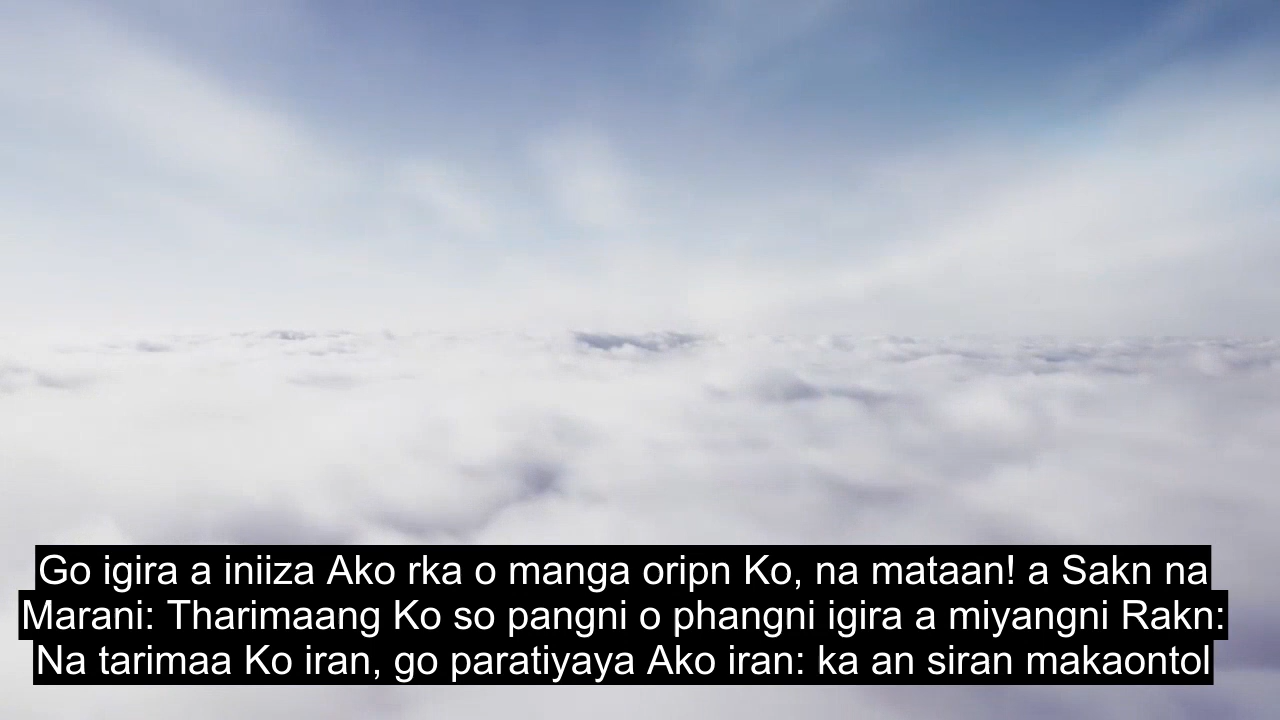 Go igira a iniiza Ako rka o manga oripn Ko, na mataan! a Sakn na
Marani: Tharimaang Ko so pangni o phangni igira a miyangni Rakn:
Na tarimaa Ko iran, go paratiyaya Ako iran: ka an siran makaontol